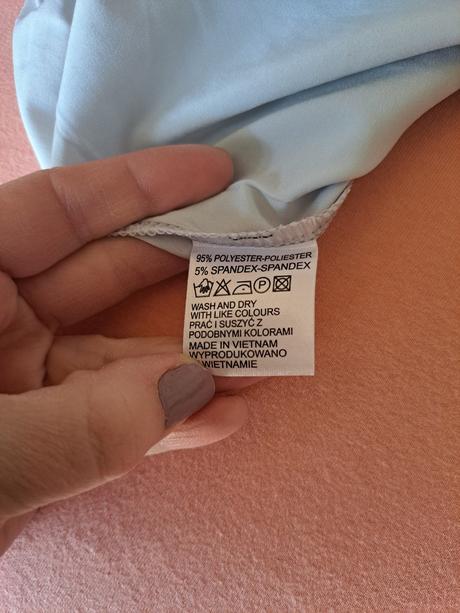 95% POLYESTER-POLIESTER
5% SPANDEX-SPANDEX
P
WASH AND DRY
WITH LIKE COLOURS
PRAĆ I SUSZYĆ Z
PODOBNYMI KOLORAMI
MADE IN VIETNAM
WYPRODUKOWANO
WIETNAMIE